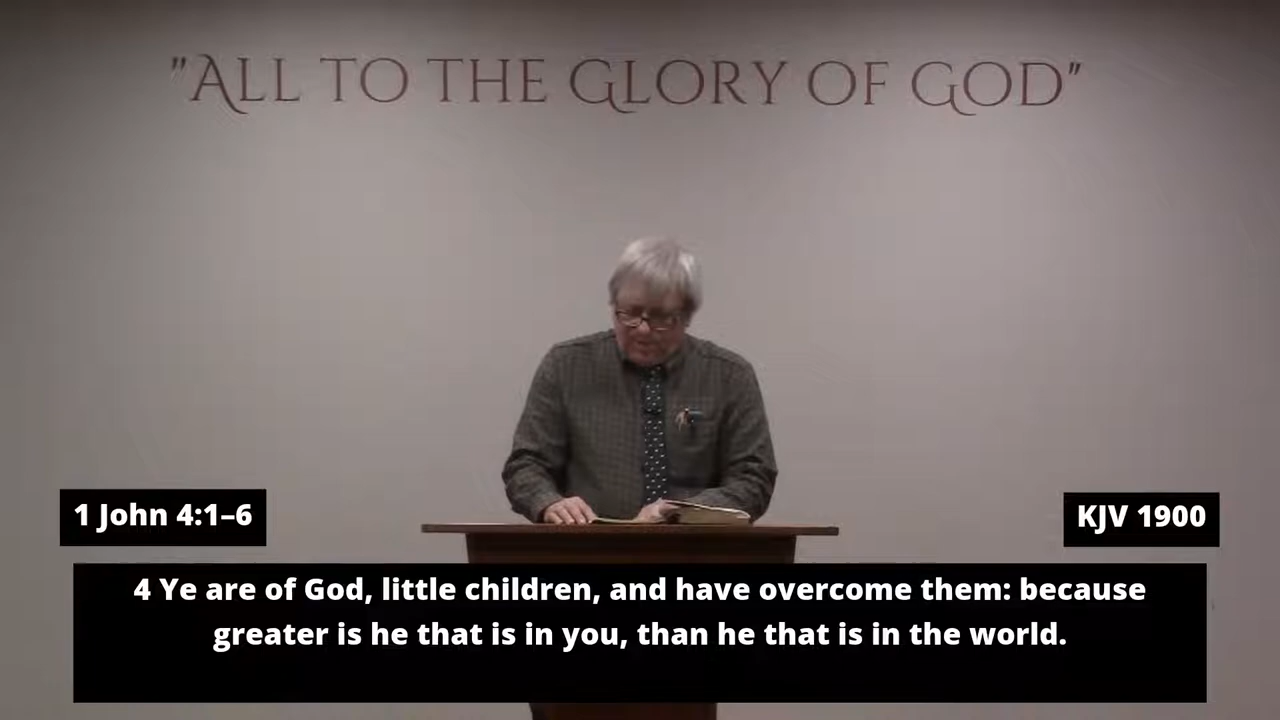 "ALL TO THE GLORY OF GOD"
1 John 4:1–6
KJV 1900
4 Ye are of God, little children, and have overcome them: because
greater is he that is in you, than he that is in the world.